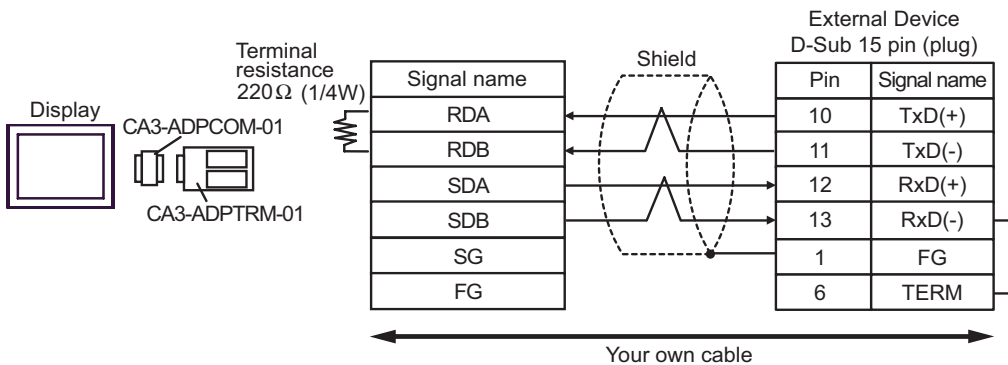 External Device
D-Sub 15 pin (plug)
Terminal
resistance
220Ω (1/4W)
Shield
Display
CA3-ADPCOM-01
CA3-ADPTRM-01
Signal name
RDA
RDB
SDA
SDB
SG
FG
Pin Signal name
10 TxD(+)
11 TxD(-)
12 RxD(+)
13 RxD(-)
1 FG
6 TERM
Your own cable